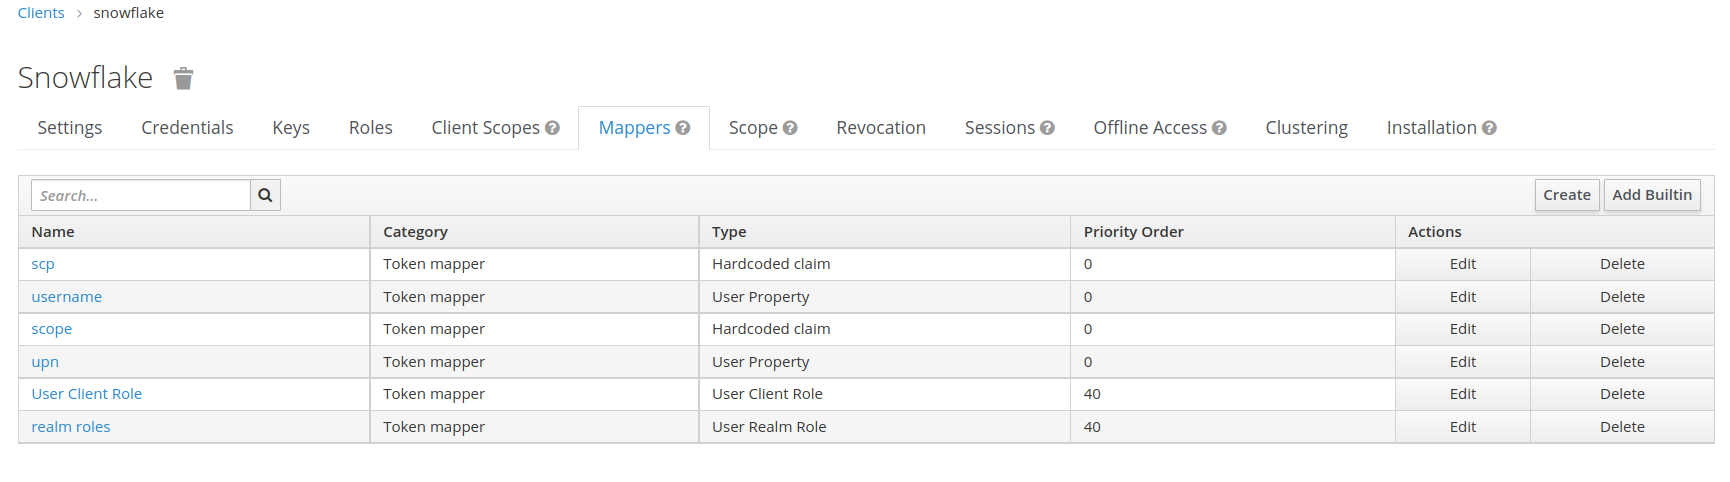 Clients > snowflake
Snowflake
Settings Credentials Keys Roles Client Scopes ? Mappers ? Scope ? Revocation Sessions ? Offline Access ? Clustering Installation ?
Search... Create Add Builtin
Name Category Type Priority Order Actions
scp Token mapper Hardcoded claim 0 Edit Delete
username Token mapper User Property 0 Edit Delete
scope Token mapper Hardcoded claim 0 Edit Delete
upn Token mapper User Property 0 Edit Delete
User Client Role Token mapper User Client Role 40 Edit Delete
realm roles Token mapper User Realm Role 40 Edit Delete